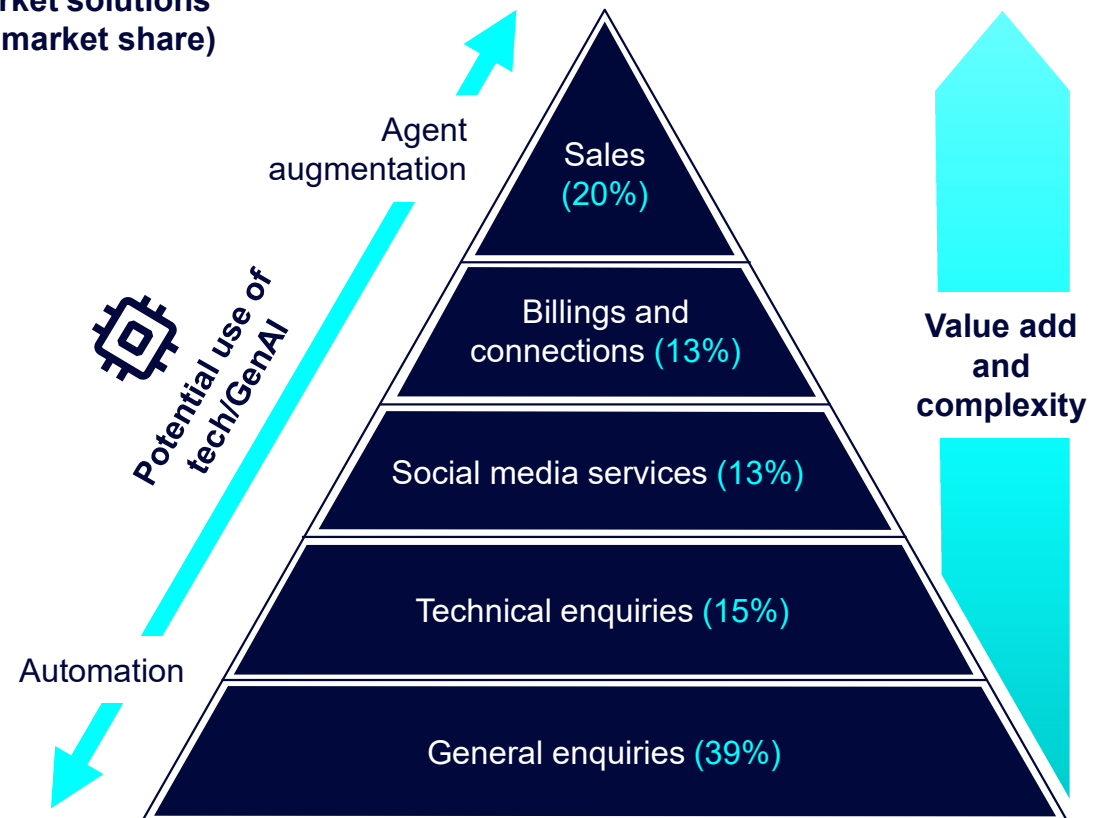 solutions
market share)
Agent
augmentation
Sales
(20%)
Billings and
connections (13%)
Value add
and
complexity
Potential use of
tech/GenAI
Social media services (13%)
Technical enquiries (15%)
Automation
General enquiries (39%)